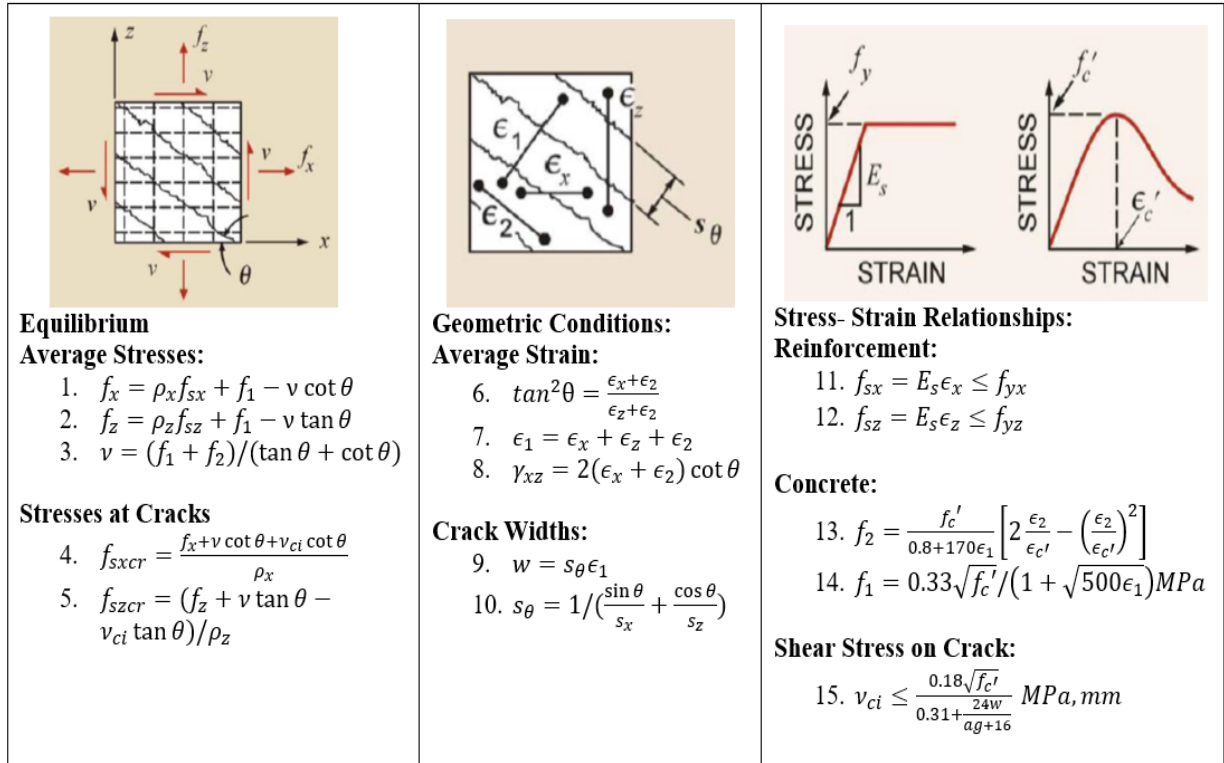 z
f_z
v
v
f_x
v
x
v
θ
Equilibrium
Average Stresses:
1. f_x = ρ_x f_sx + f_1 − v cot θ
2. f_z = ρ_z f_sz + f_1 − v tan θ
3. v = (f_1 + f_2)/(tan θ + cot θ)
Stresses at Cracks
4. f_sxcr = (f_x + v cot θ + v_ci cot θ)/ρ_x
5. f_szcr = (f_z + v tan θ −
v_ci tan θ)/ρ_z
ϵ_z
ϵ_1
ϵ_x
ϵ_2
s_θ
Geometric Conditions:
Average Strain:
6. tan²θ = (ϵ_x + ϵ_2)/(ϵ_z + ϵ_2)
7. ϵ_1 = ϵ_x + ϵ_z + ϵ_2
8. γ_xz = 2(ϵ_x + ϵ_2) cot θ
Crack Widths:
9. w = s_θ ϵ_1
10. s_θ = 1/(sin θ/s_x + cos θ/s_z)
f_y
STRESS
E_s
1
STRAIN
f_c′
STRESS
ϵ_c′
STRAIN
Stress- Strain Relationships:
Reinforcement:
11. f_sx = E_s ϵ_x ≤ f_yx
12. f_sz = E_s ϵ_z ≤ f_yz
Concrete:
13. f_2 = f_c′/(0.8+170ϵ_1) [2 ϵ_2/ϵ_c′ − (ϵ_2/ϵ_c′)²]
14. f_1 = 0.33√f_c′/(1 + √500ϵ_1)MPa
Shear Stress on Crack:
15. v_ci ≤ 0.18√f_c′/(0.31 + 24w/(ag+16)) MPa, mm